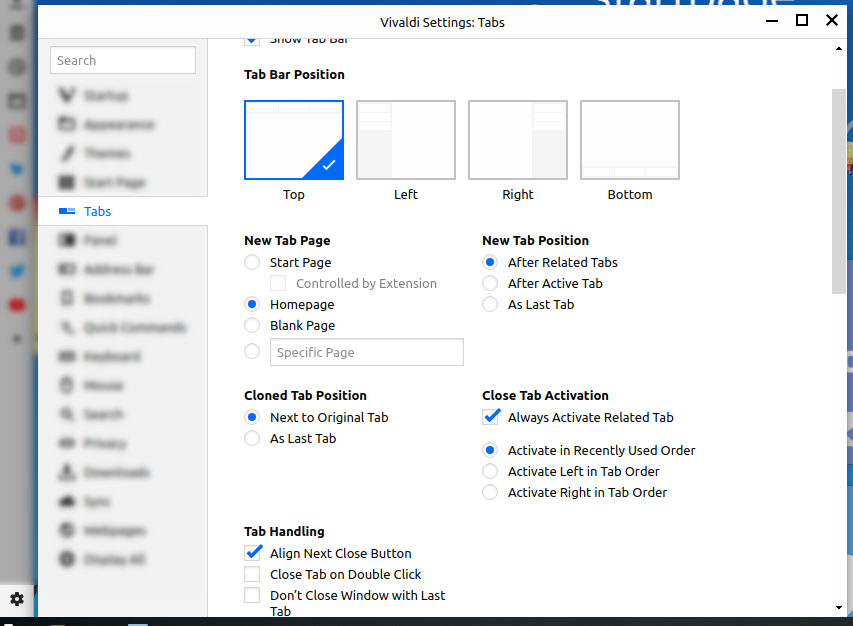 Vivaldi Settings: Tabs
Search
Startup
Appearance
Themes
Start Page
Tabs
Panel
Address Bar
Bookmarks
Quick Commands
Keyboard
Mouse
Search
Privacy
Downloads
Sync
Webpages
Display All
Show Tab Bar
Tab Bar Position
Top
Left
Right
Bottom
New Tab Page
Start Page
Controlled by Extension
Homepage
Blank Page
Specific Page
New Tab Position
After Related Tabs
After Active Tab
As Last Tab
Cloned Tab Position
Next to Original Tab
As Last Tab
Close Tab Activation
Always Activate Related Tab
Activate in Recently Used Order
Activate Left in Tab Order
Activate Right in Tab Order
Tab Handling
Align Next Close Button
Close Tab on Double Click
Don't Close Window with Last
Tab